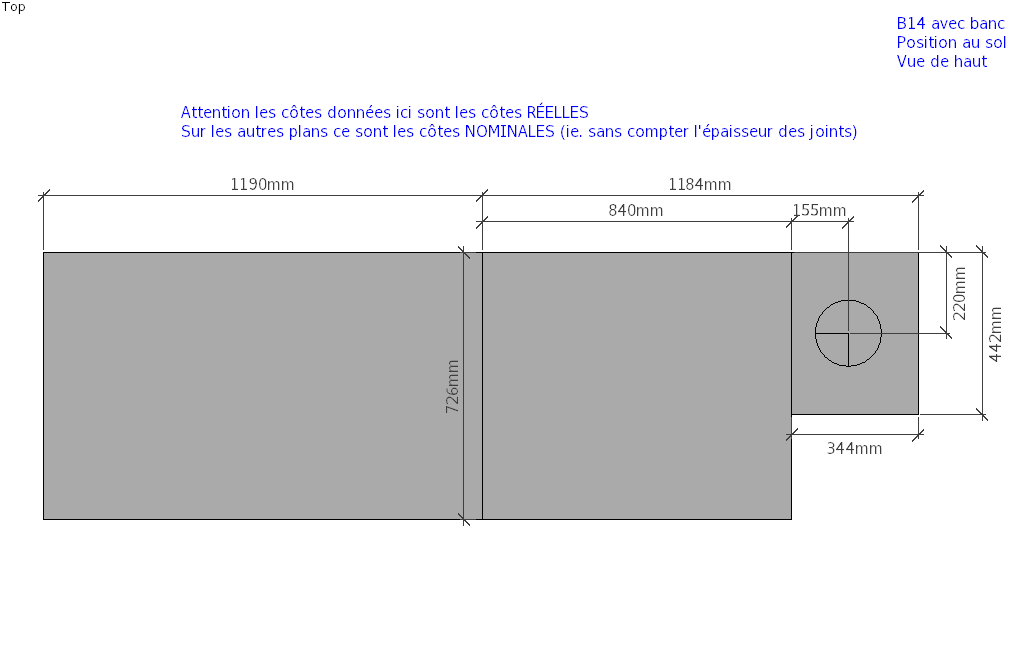 Top
B14 avec banc
Position au sol
Vue de haut
Attention les côtes données ici sont les côtes RÉELLES
Sur les autres plans ce sont les côtes NOMINALES (ie. sans compter l'épaisseur des joints)
1190mm
1184mm
840mm
155mm
220mm
442mm
726mm
344mm